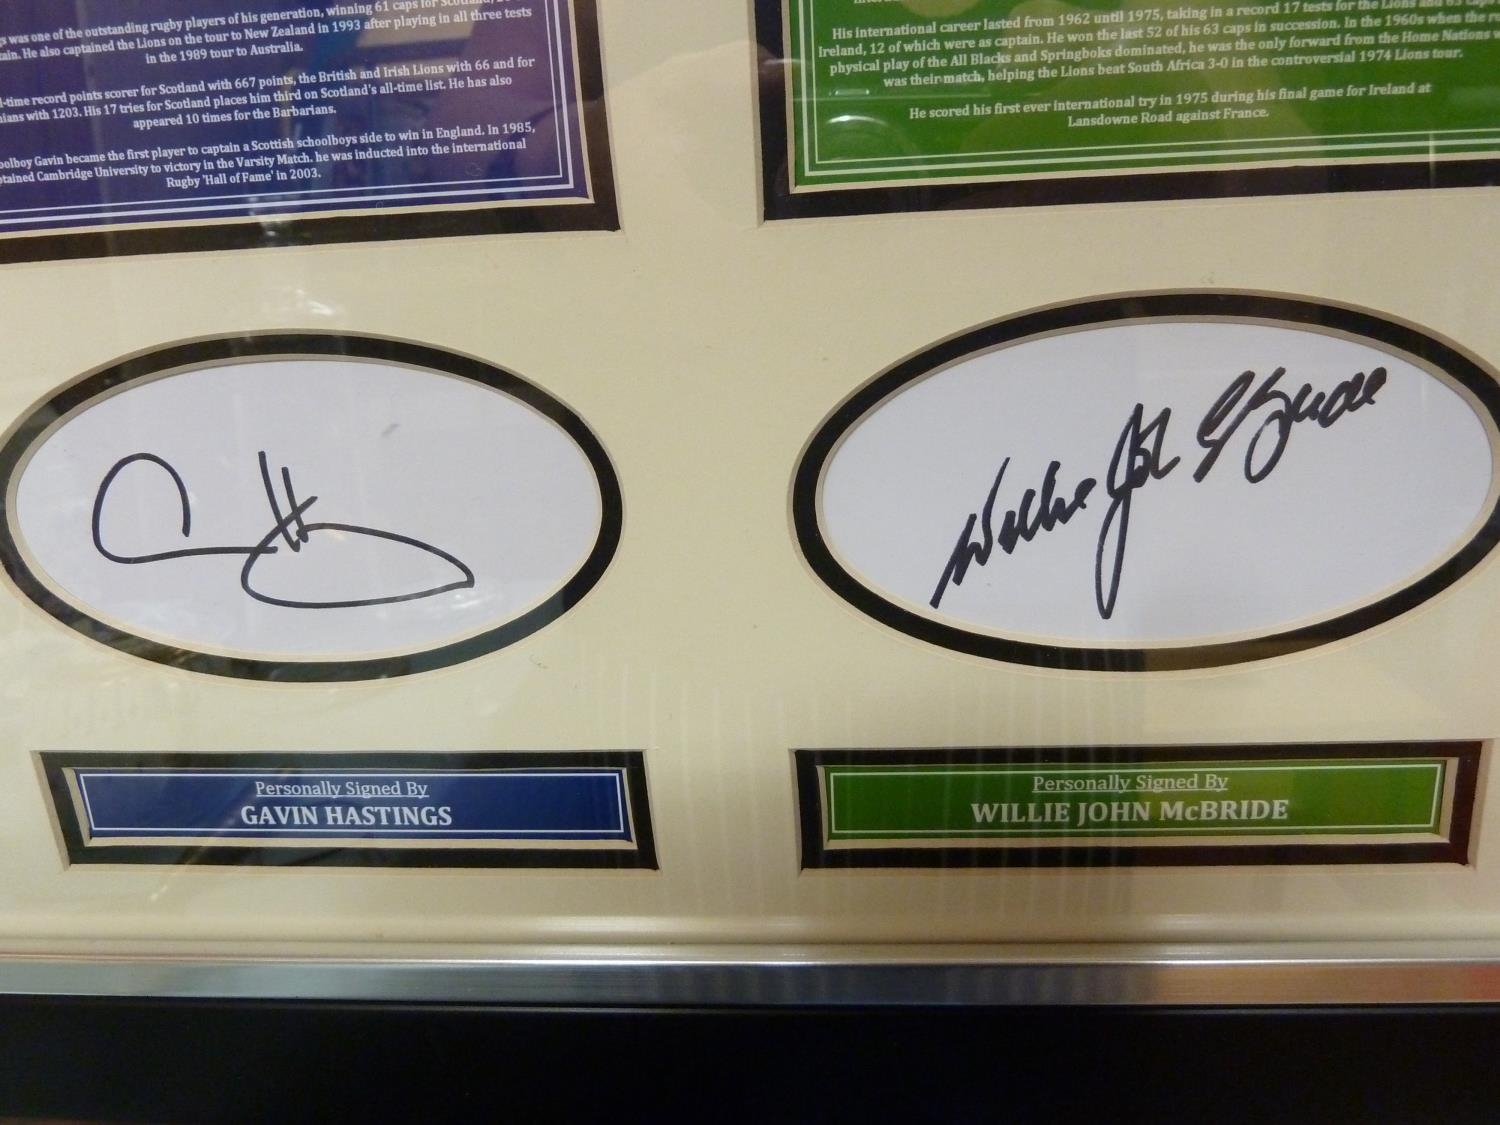 s was one of the outstanding rugby players of his generation, winning 61 caps for Scotland,
tain. He also captained the Lions on the tour to New Zealand in 1993 after playing in all three tests
in the 1989 tour to Australia.
l-time record points scorer for Scotland with 667 points, the British and Irish Lions with 66 and for
ians with 1203. His 17 tries for Scotland places him third on Scotland's all-time list. He has also
appeared 10 times for the Barbarians.
oolboy Gavin became the first player to captain a Scottish schoolboys side to win in England. In 1985,
ptained Cambridge University to victory in the Varsity Match. he was inducted into the international
Rugby 'Hall of Fame' in 2003.
His international career lasted from 1962 until 1975, taking in a record 17 tests for the Lions and 63 caps
Ireland, 12 of which were as captain. He won the last 52 of his 63 caps in succession. In the 1960s when the
physical play of the All Blacks and Springboks dominated, he was the only forward from the Home Nations w
was their match, helping the Lions beat South Africa 3-0 in the controversial 1974 Lions tour.
He scored his first ever international try in 1975 during his final game for Ireland at
Lansdowne Road against France.
Willie John McBride
Personally Signed By
GAVIN HASTINGS
Personally Signed By
WILLIE JOHN McBRIDE